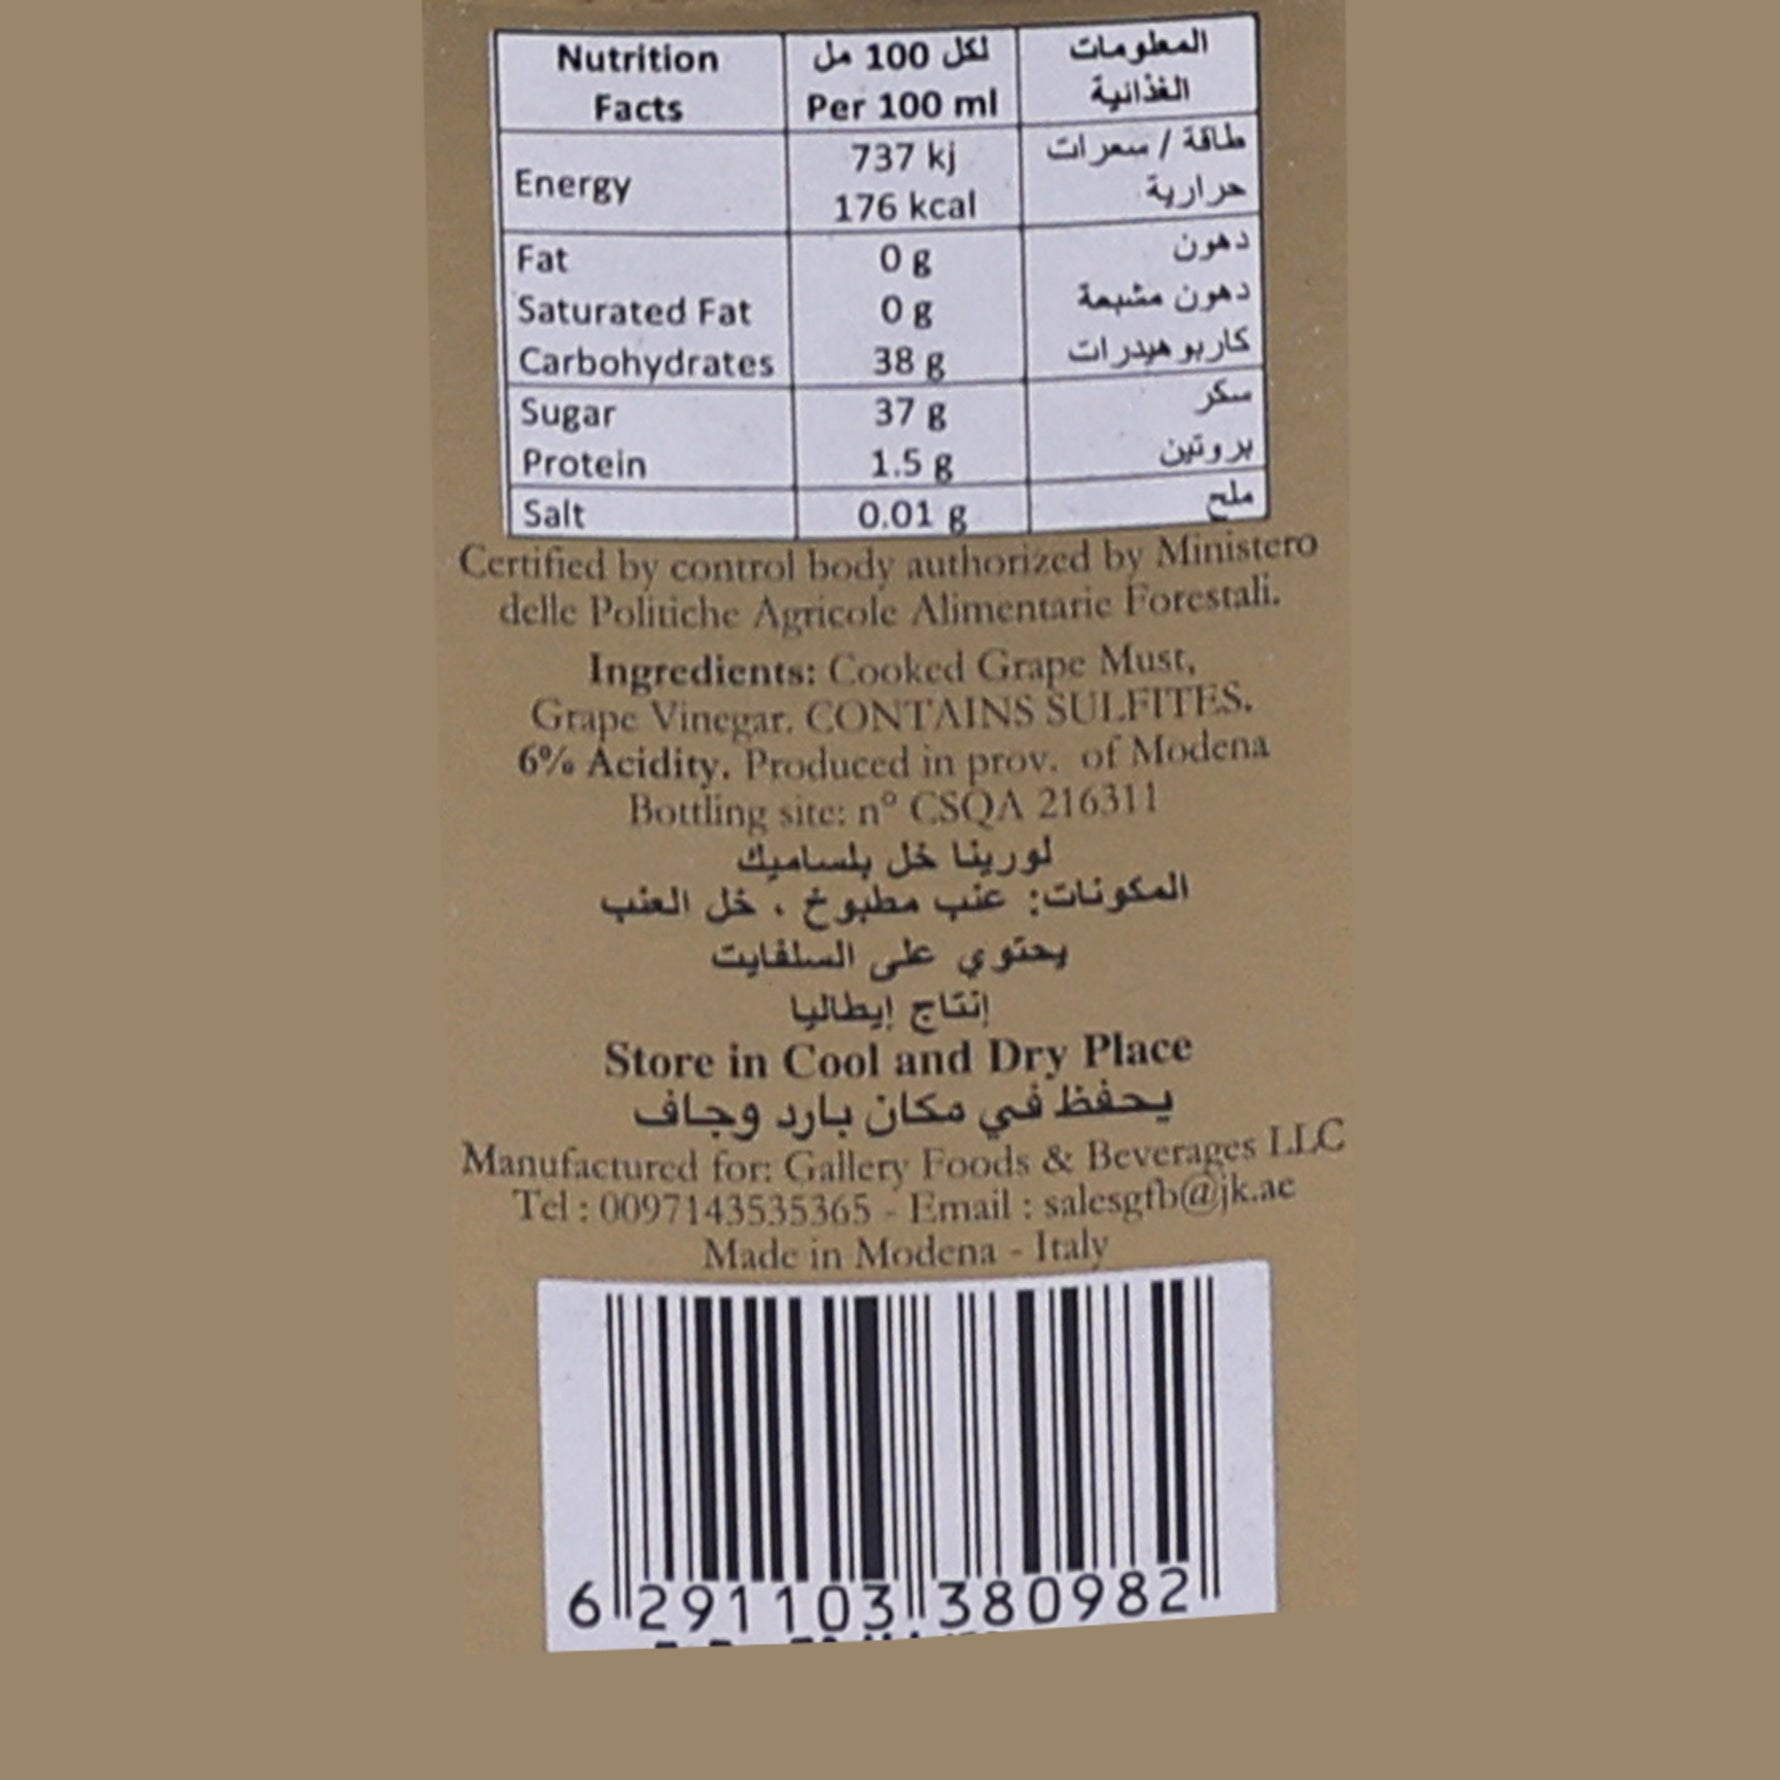 Nutrition Facts لكل 100 مل Per 100 ml المعلومات الغذائية
Energy 737 kj 176 kcal طاقة / سعرات حرارية
Fat 0 g دهون
Saturated Fat 0 g دهون مشبعة
Carbohydrates 38 g كاربوهيدرات
Sugar 37 g سكر
Protein 1.5 g بروتين
Salt 0.01 g ملح
Certified by control body authorized by Ministero
delle Politiche Agricole Alimentarie Forestali.
Ingredients: Cooked Grape Must,
Grape Vinegar. CONTAINS SULFITES.
6% Acidity. Produced in prov. of Modena
Bottling site: n° CSQA 216311
لورينا خل بلساميك
المكونات: عنب مطبوخ ، خل العنب
يحتوي على السلفايت
إنتاج إيطاليا
Store in Cool and Dry Place
يحفظ في مكان بارد وجاف
Manufactured for: Gallery Foods & Beverages LLC
Tel : 0097143535365 - Email : salesgfb@jk.ae
Made in Modena - Italy
6 291103 380982